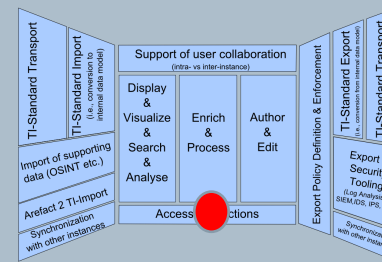 TI-Standard Transport
TI-Standard Import
(i.e., conversion to
internal data model)
Import of supporting
data (OSINT etc.)
Arefact 2 TI-Import
Synchronization
with other instances
Support of user collaboration
(intra- vs inter-instance)
Display
&
Visualize
&
Search
&
Analyse
Enrich
&
Process
Author
&
Edit
Access
ctions
Export Policy Definition & Enforcement
TI-Standard Export
(i.e., conversion from internal data model)
TI-Standard Transport
Export
Security
Tooling
(Log Analysis
SIEM,IDS, IPS,
Synchroniza
with other instan